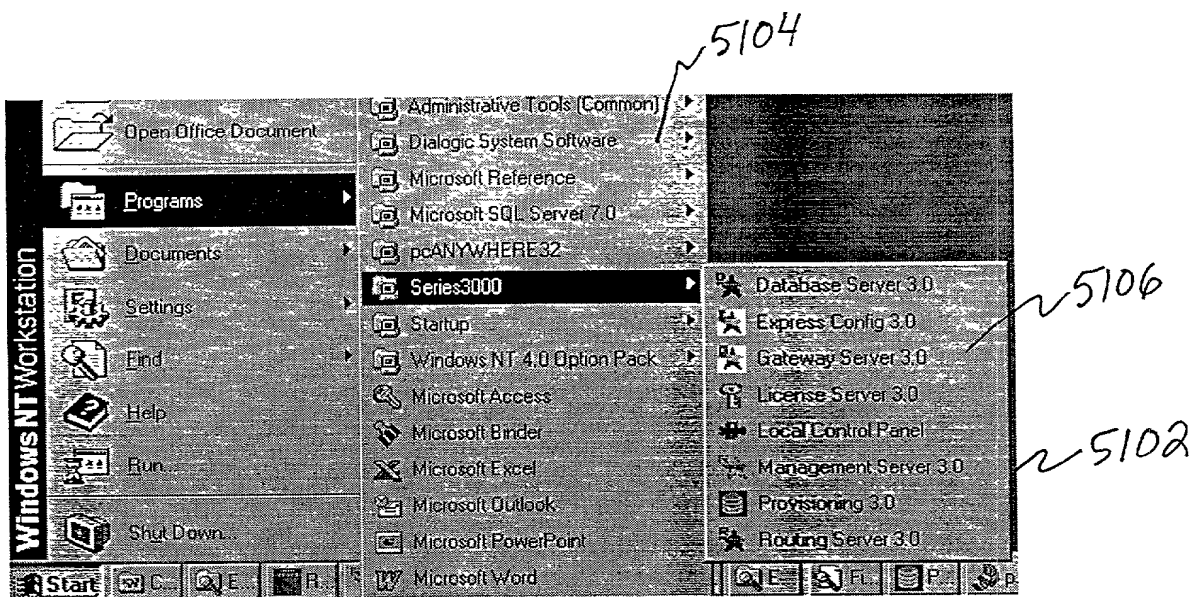 5104
Windows NT Workstation
Open Office Document
Programs
Documents
Settings
Find
Help
Run...
Shut Down...
Administrative Tools (Common)
Dialogic System Software
Microsoft Reference
Microsoft SQL Server 7.0
pcANYWHERE32
Series3000
Startup
Windows NT 4.0 Option Pack
Microsoft Access
Microsoft Binder
Microsoft Excel
Microsoft Outlook
Microsoft PowerPoint
Microsoft Word
Database Server 3.0
Express Config 3.0
Gateway Server 3.0
License Server 3.0
Local Control Panel
Management Server 3.0
Provisioning 3.0
Routing Server 3.0
5106
5102
Start
C...
E...
R...
E...
Fi...
P...
p